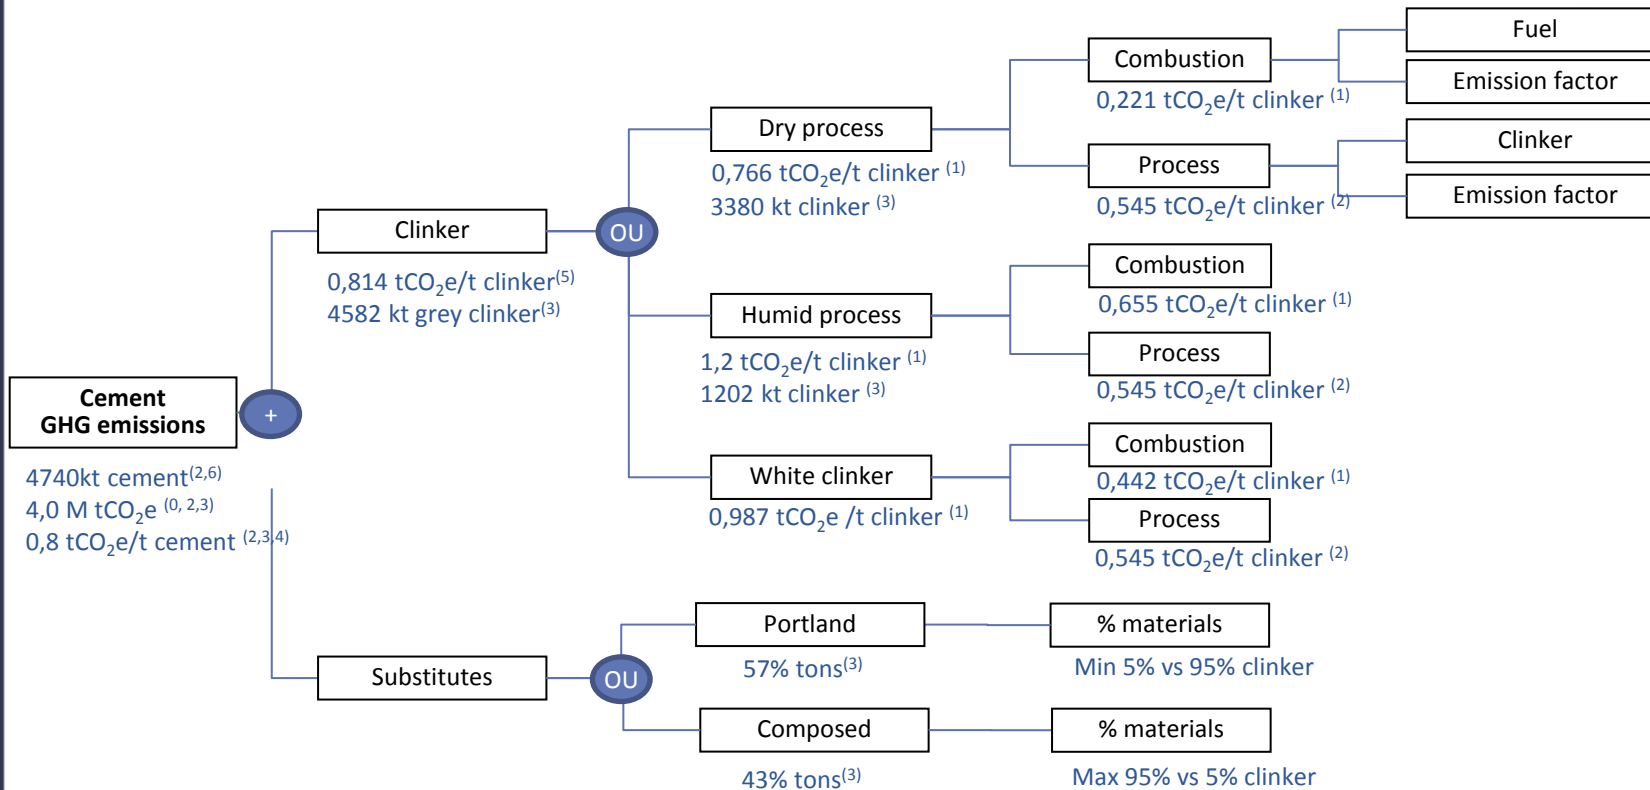 Cement
GHG emissions
4740kt cement(2,6)
4,0 M tCO2e (0, 2,3)
0,8 tCO2e/t cement (2,3,4)
+
Clinker
0,814 tCO2e/t clinker(5)
4582 kt grey clinker(3)
OU
Dry process
0,766 tCO2e/t clinker (1)
3380 kt clinker (3)
Combustion
0,221 tCO2e/t clinker (1)
Fuel
Emission factor
Process
0,545 tCO2e/t clinker (2)
Clinker
Emission factor
Humid process
1,2 tCO2e/t clinker (1)
1202 kt clinker (3)
Combustion
0,655 tCO2e/t clinker (1)
Process
0,545 tCO2e/t clinker (2)
White clinker
0,987 tCO2e /t clinker (1)
Combustion
0,442 tCO2e/t clinker (1)
Process
0,545 tCO2e/t clinker (2)
Substitutes
OU
Portland
57% tons(3)
% materials
Min 5% vs 95% clinker
Composed
43% tons(3)
% materials
Max 95% vs 5% clinker